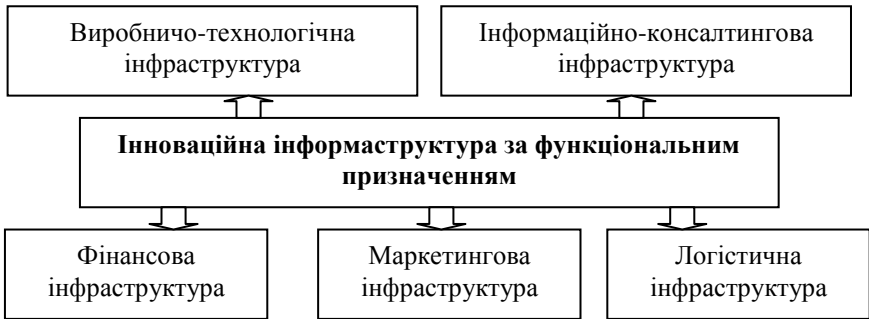 Виробничо-технологічна
інфраструктура
Інформаційно-консалтингова
інфраструктура
Інноваційна інформаструктура за функціональним
призначенням
Фінансова
інфраструктура
Маркетингова
інфраструктура
Логістична
інфраструктура